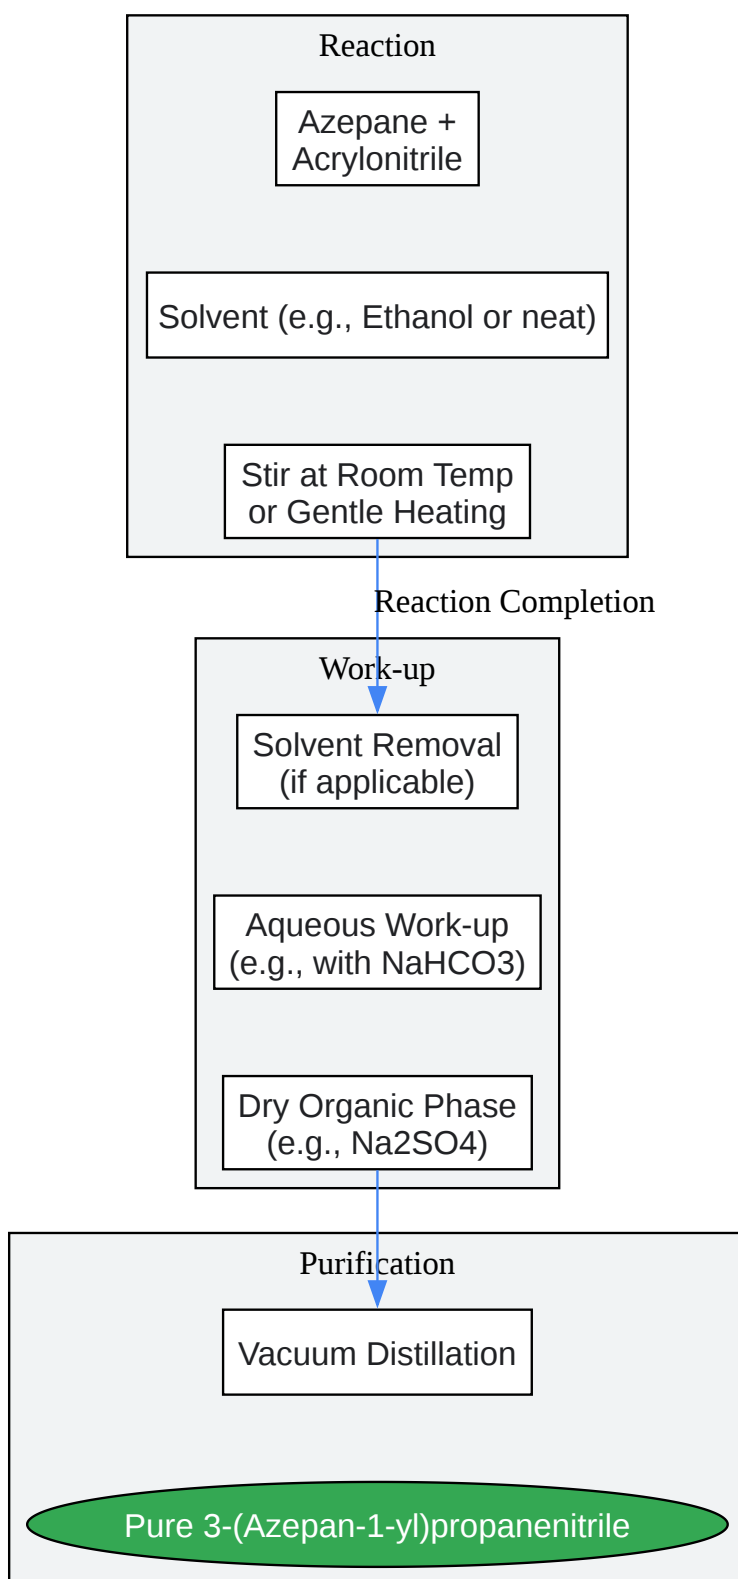 Reaction
Azepane +
Acrylonitrile
Solvent (e.g., Ethanol or neat)
Stir at Room Temp
or Gentle Heating
Reaction Completion
Work-up
Solvent Removal
(if applicable)
Aqueous Work-up
(e.g., with NaHCO3)
Dry Organic Phase
(e.g., Na2SO4)
Purification
Vacuum Distillation
Pure 3-(Azepan-1-yl)propanenitrile